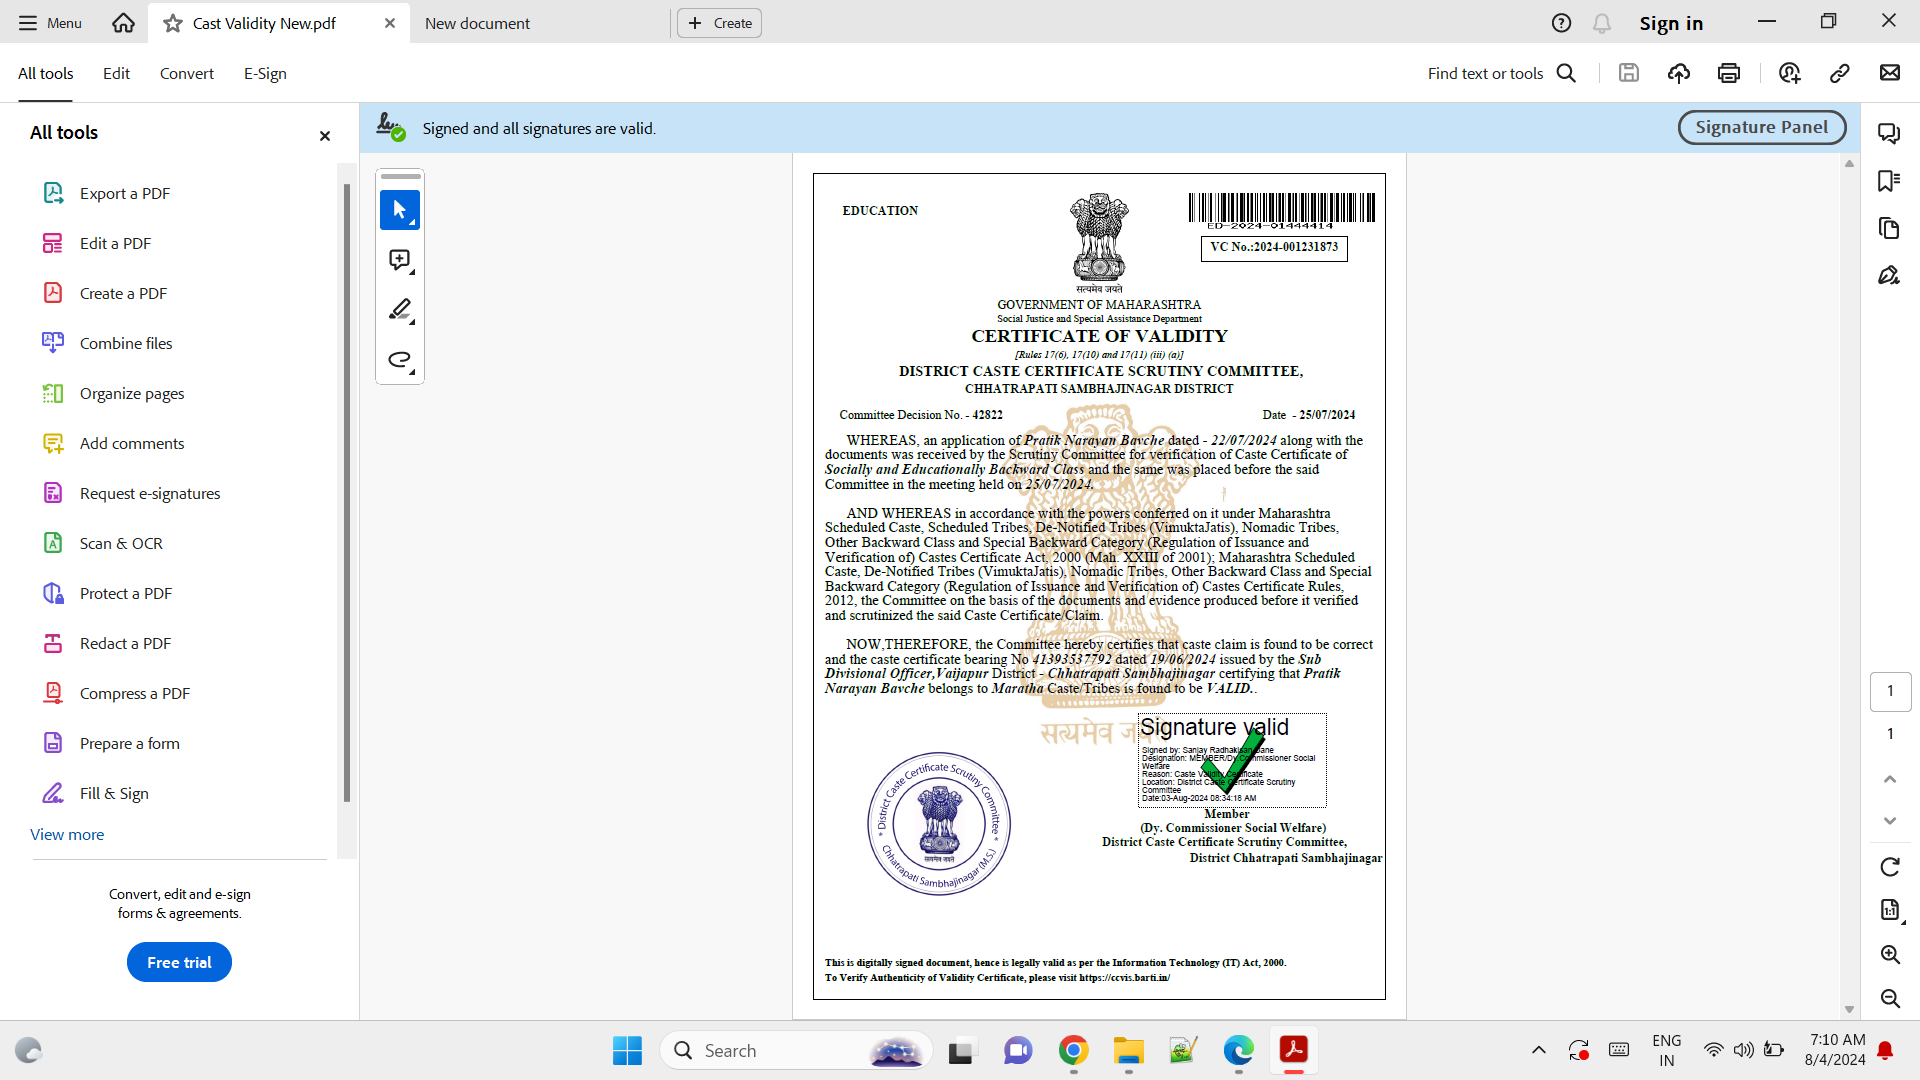 Menu
Cast Validity New.pdf
New document
Create
Sign in
All tools
Edit
Convert
E-Sign
Find text or tools
All tools
Export a PDF
Edit a PDF
Create a PDF
Combine files
Organize pages
Add comments
Request e-signatures
Scan & OCR
Protect a PDF
Redact a PDF
Compress a PDF
Prepare a form
Fill & Sign
View more
Convert, edit and e-sign
forms & agreements.
Free trial
Signed and all signatures are valid.
Signature Panel
EDUCATION
ED-2024-01444414
VC No.:2024-001231873
सत्यमेव जयते
GOVERNMENT OF MAHARASHTRA
Social Justice and Special Assistance Department
CERTIFICATE OF VALIDITY
[Rules 17(6), 17(10) and 17(11) (iii) (a)]
DISTRICT CASTE CERTIFICATE SCRUTINY COMMITTEE,
CHHATRAPATI SAMBHAJINAGAR DISTRICT
Committee Decision No. - 42822
Date - 25/07/2024
WHEREAS, an application of Pratik Narayan Bavche dated - 22/07/2024 along with the
documents was received by the Scrutiny Committee for verification of Caste Certificate of
Socially and Educationally Backward Class and the same was placed before the said
Committee in the meeting held on 25/07/2024.
AND WHEREAS in accordance with the powers conferred on it under Maharashtra
Scheduled Caste, Scheduled Tribes, De-Notified Tribes (VimuktaJatis), Nomadic Tribes,
Other Backward Class and Special Backward Category (Regulation of Issuance and
Verification of) Castes Certificate Act, 2000 (Mah. XXIII of 2001); Maharashtra Scheduled
Caste, De-Notified Tribes (VimuktaJatis), Nomadic Tribes, Other Backward Class and Special
Backward Category (Regulation of Issuance and Verification of) Castes Certificate Rules,
2012, the Committee on the basis of the documents and evidence produced before it verified
and scrutinized the said Caste Certificate/Claim.
NOW,THEREFORE, the Committee hereby certifies that caste claim is found to be correct
and the caste certificate bearing No 41393537792 dated 19/06/2024 issued by the Sub
Divisional Officer,Vaijapur District - Chhatrapati Sambhajinagar certifying that Pratik
Narayan Bavche belongs to Maratha Caste/Tribes is found to be VALID..
सत्यमेव जयते
Signature valid
Signed by: Sanjay Radhakisan Dane
Designation: MEMBER/Dy.Commissioner Social
Welfare
Reason: Caste Validity Certificate
Location: District Caste Certificate Scrutiny
Committee
Date:03-Aug-2024 08:34:16 AM
Member
(Dy. Commissioner Social Welfare)
District Caste Certificate Scrutiny Committee,
District Chhatrapati Sambhajinagar
* District Caste Certificate Scrutiny Committee *
सत्यमेव जयते
Chhatrapati Sambhajinagar (M.S.)
This is digitally signed document, hence is legally valid as per the Information Technology (IT) Act, 2000.
To Verify Authenticity of Validity Certificate, please visit https://ccvis.barti.in/
1
1
1:1
Search
ENG
IN
7:10 AM
8/4/2024